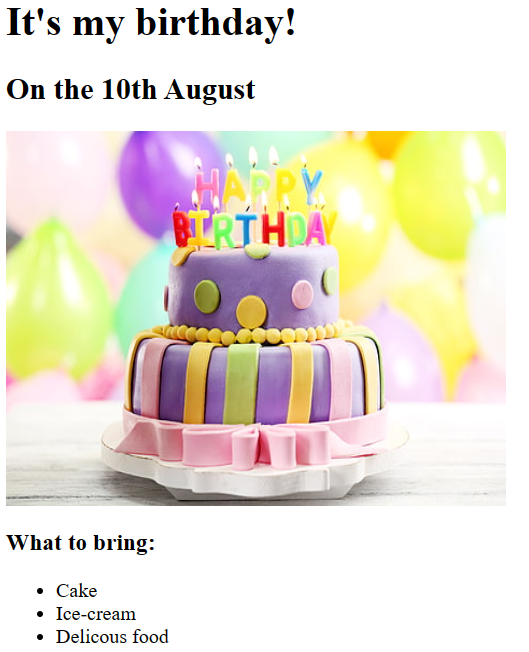 It's my birthday!
On the 10th August
HAPPY
BIRTHDAY
What to bring:
Cake
Ice-cream
Delicous food